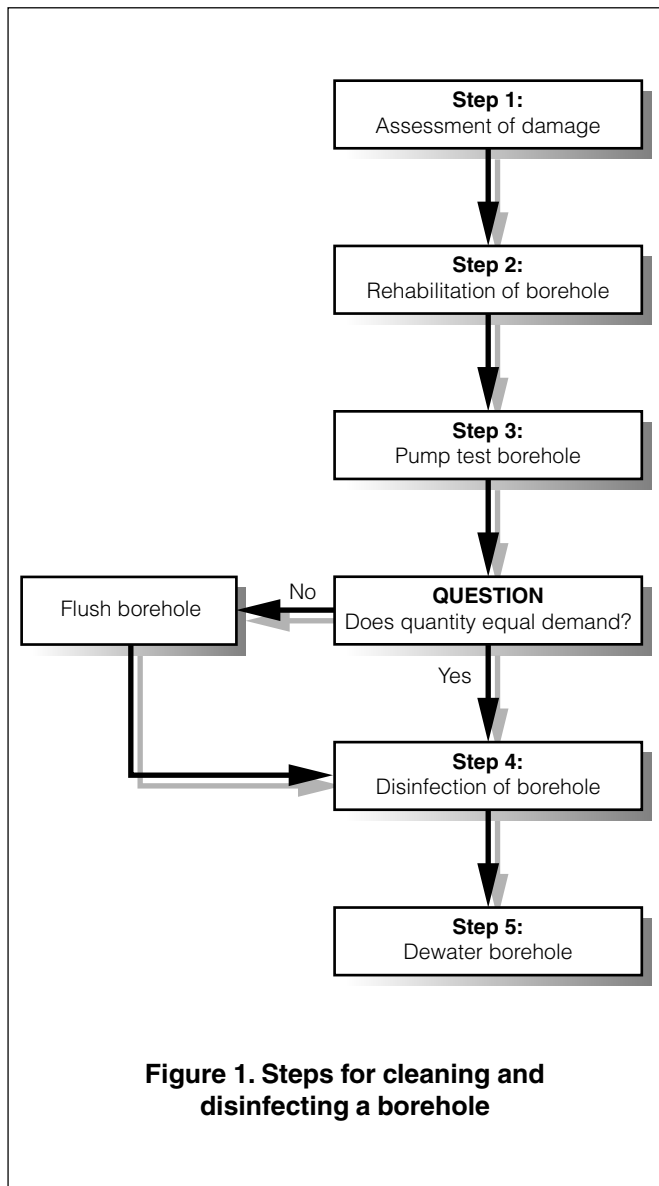 Step 1:
Assessment of damage
Step 2:
Rehabilitation of borehole
Step 3:
Pump test borehole
QUESTION
Does quantity equal demand?
No
Flush borehole
Yes
Step 4:
Disinfection of borehole
Step 5:
Dewater borehole
Figure 1. Steps for cleaning and
disinfecting a borehole